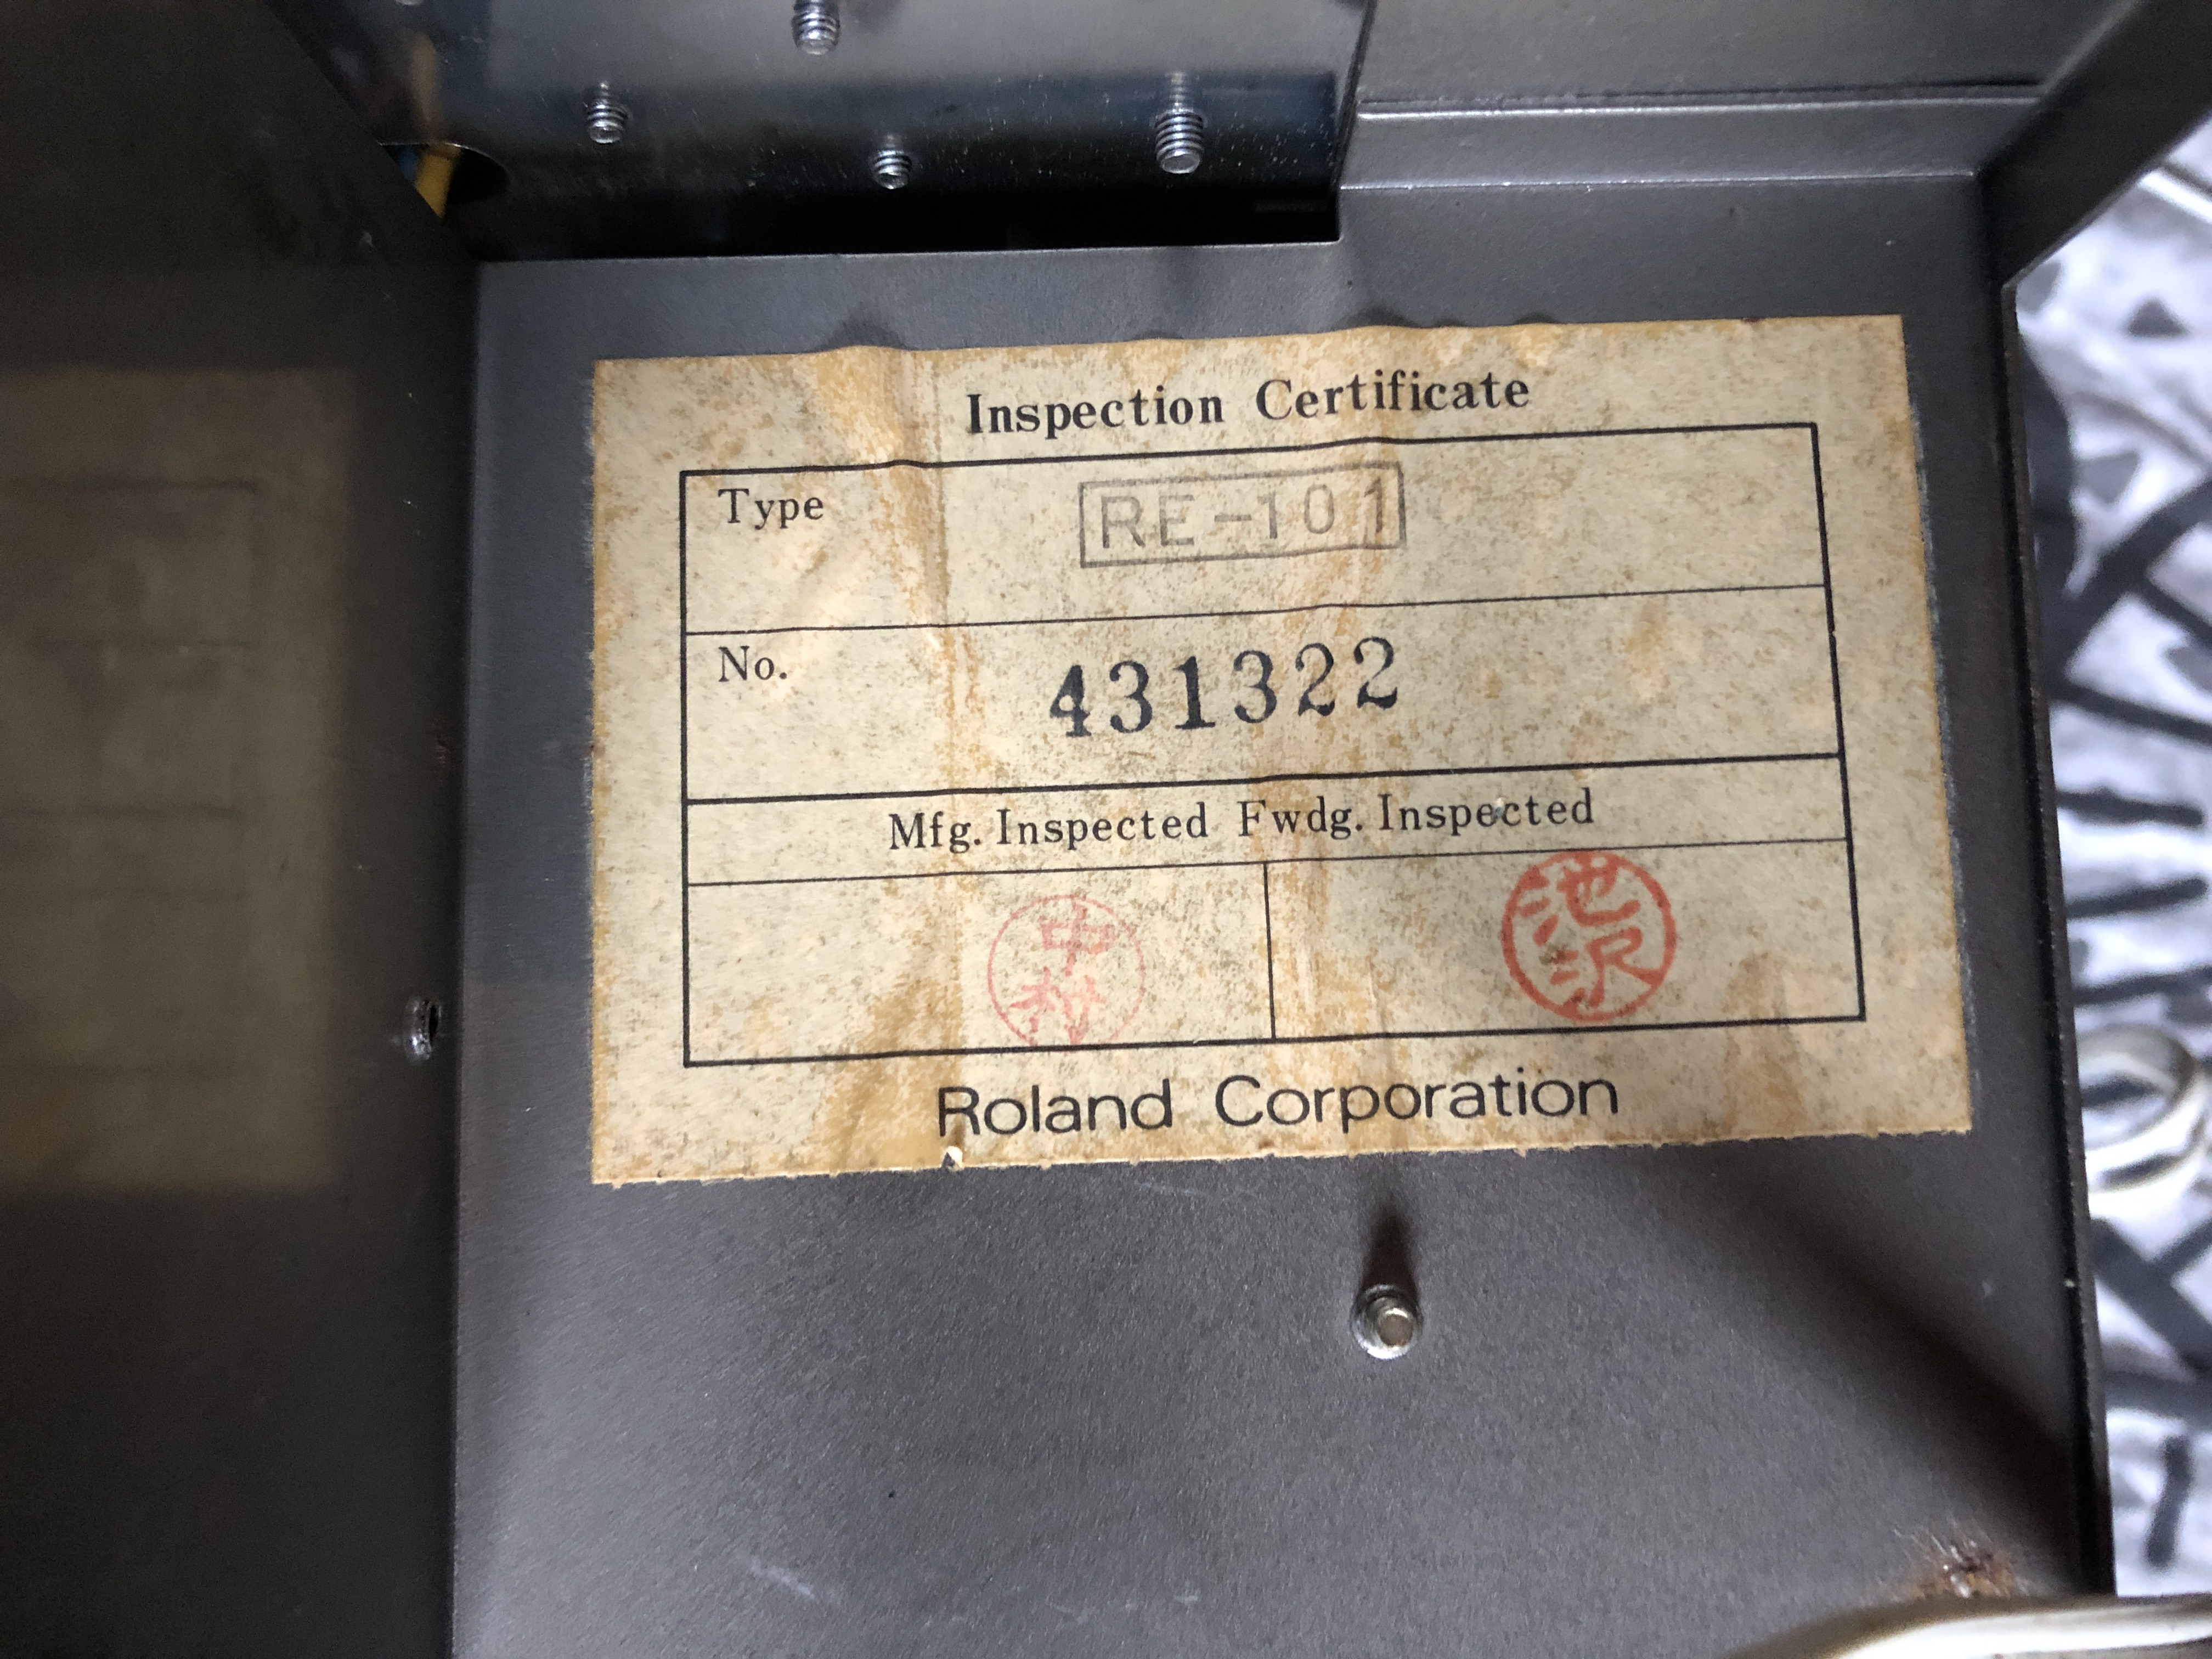 Inspection Certificate
Type RE-101
No. 431322
Mfg. Inspected Fwdg. Inspected
中村 池沢
Roland Corporation